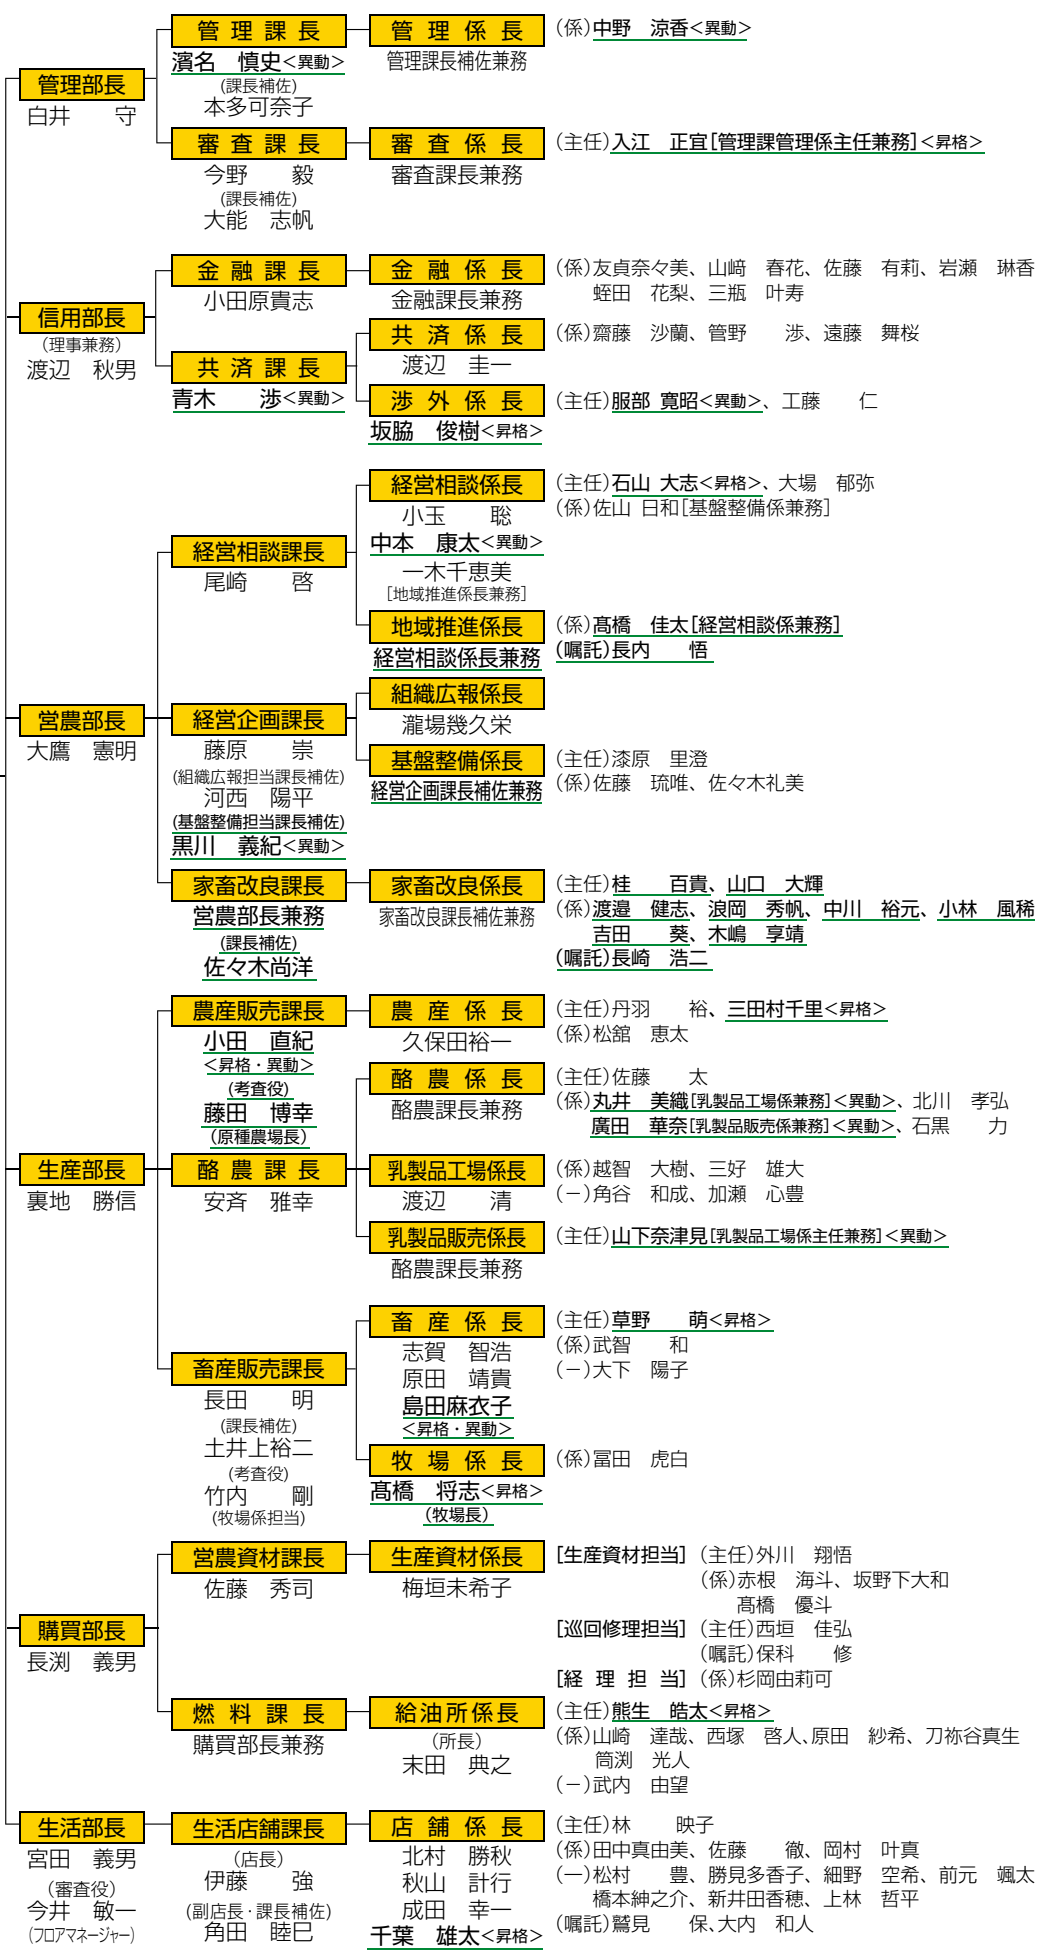 管理部長
白井　　守
管理課長
濱名　慎史<異動>
(課長補佐)
本多可奈子
管理係長
管理課長補佐兼務
(係)中野　涼香<異動>
審査課長
今野　　毅
(課長補佐)
大能　志帆
審査係長
審査課長兼務
(主任)入江　正宜[管理課管理係主任兼務]<昇格>
信用部長
(理事兼務)
渡辺　秋男
金融課長
小田原貴志
金融係長
金融課長兼務
(係)友貞奈々美、山﨑　春花、佐藤　有莉、岩瀬　琳香
蛭田　花梨、三瓶　叶寿
共済課長
青木　　渉<異動>
共済係長
渡辺　圭一
(係)齋藤　沙蘭、管野　　渉、遠藤　舞桜
渉外係長
坂脇　俊樹<昇格>
(主任)服部 寛昭<異動>、工藤　　仁
営農部長
大鷹　憲明
経営相談課長
尾崎　　啓
経営相談係長
小玉　　聡
中本　康太<異動>
一木千恵美
[地域推進係長兼務]
(主任)石山 大志<昇格>、大場　郁弥
(係)佐山 日和[基盤整備係兼務]
地域推進係長
経営相談係長兼務
(係)髙橋　佳太[経営相談係兼務]
(嘱託)長内　　悟
経営企画課長
藤原　　崇
(組織広報担当課長補佐)
河西　陽平
(基盤整備担当課長補佐)
黒川　義紀<異動>
組織広報係長
瀧場幾久栄
基盤整備係長
経営企画課長補佐兼務
(主任)漆原　里澄
(係)佐藤　琉唯、佐々木礼美
家畜改良課長
営農部長兼務
(課長補佐)
佐々木尚洋
家畜改良係長
家畜改良課長補佐兼務
(主任)桂　　百貴、山口　大輝
(係)渡邉　健志、浪岡　秀帆、中川　裕元、小林　風稀
吉田　　葵、木嶋　享靖
(嘱託)長崎　浩二
生産部長
裏地　勝信
農産販売課長
小田　直紀
<昇格・異動>
(考査役)
藤田　博幸
(原種農場長)
農産係長
久保田裕一
(主任)丹羽　　裕、三田村千里<昇格>
(係)松舘　恵太
酪農課長
安斉　雅幸
酪農係長
酪農課長兼務
(主任)佐藤　　太
(係)丸井　美織[乳製品工場係兼務]<異動>、北川　孝弘
廣田　華奈[乳製品販売係兼務]<異動>、石黒　　力
乳製品工場係長
渡辺　　清
(係)越智　大樹、三好　雄大
(－)角谷　和成、加瀬　心豊
乳製品販売係長
酪農課長兼務
(主任)山下奈津見[乳製品工場係主任兼務]<異動>
畜産販売課長
長田　　明
(課長補佐)
土井上裕二
(考査役)
竹内　　剛
(牧場係担当)
畜産係長
志賀　智浩
原田　靖貴
島田麻衣子
<昇格・異動>
(主任)草野　　萌<昇格>
(係)武智　　和
(－)大下　陽子
牧場係長
髙橋　将志<昇格>
(牧場長)
(係)冨田　虎白
購買部長
長渕　義男
営農資材課長
佐藤　秀司
生産資材係長
梅垣未希子
[生産資材担当] (主任)外川　翔悟
(係)赤根　海斗、坂野下大和
髙橋　優斗
[巡回修理担当] (主任)西垣　佳弘
(嘱託)保科　　修
[経理担当] (係)杉岡由莉可
燃料課長
購買部長兼務
給油所係長
(所長)
末田　典之
(主任)熊生　皓太<昇格>
(係)山崎　達哉、西塚　啓人、原田　紗希、刀祢谷真生
筒渕　光人
(－)武内　由望
生活部長
宮田　義男
(審査役)
今井　敏一
(フロアマネージャー)
生活店舗課長
(店長)
伊藤　　強
(副店長・課長補佐)
角田　睦巳
店舗係長
北村　勝秋
秋山　計行
成田　幸一
千葉　雄太<昇格>
(主任)林　　映子
(係)田中真由美、佐藤　　徹、岡村　叶真
(一)松村　　豊、勝見多香子、細野　空希、前元　颯太
橋本紳之介、新井田香穂、上林　哲平
(嘱託)鷲見　　保、大内　和人